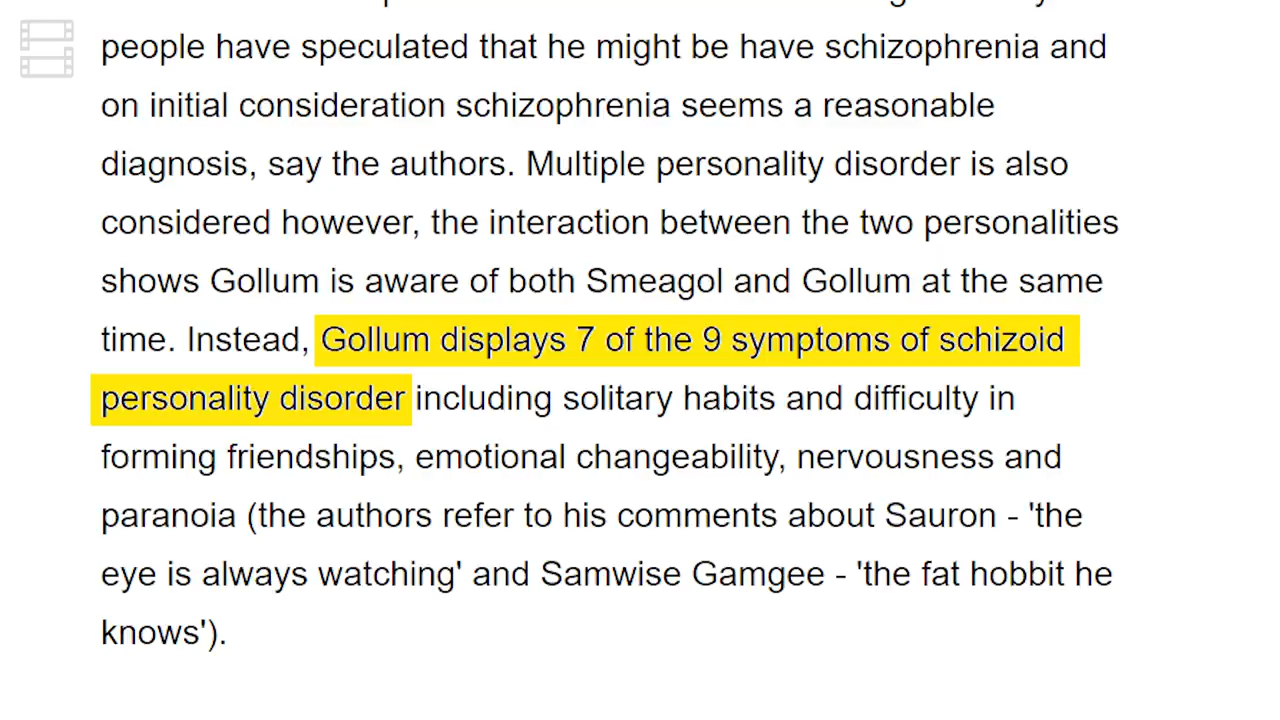 people have speculated that he might be have schizophrenia and
on initial consideration schizophrenia seems a reasonable
diagnosis, say the authors. Multiple personality disorder is also
considered however, the interaction between the two personalities
shows Gollum is aware of both Smeagol and Gollum at the same
time. Instead, Gollum displays 7 of the 9 symptoms of schizoid
personality disorder including solitary habits and difficulty in
forming friendships, emotional changeability, nervousness and
paranoia (the authors refer to his comments about Sauron - 'the
eye is always watching' and Samwise Gamgee - 'the fat hobbit he
knows').